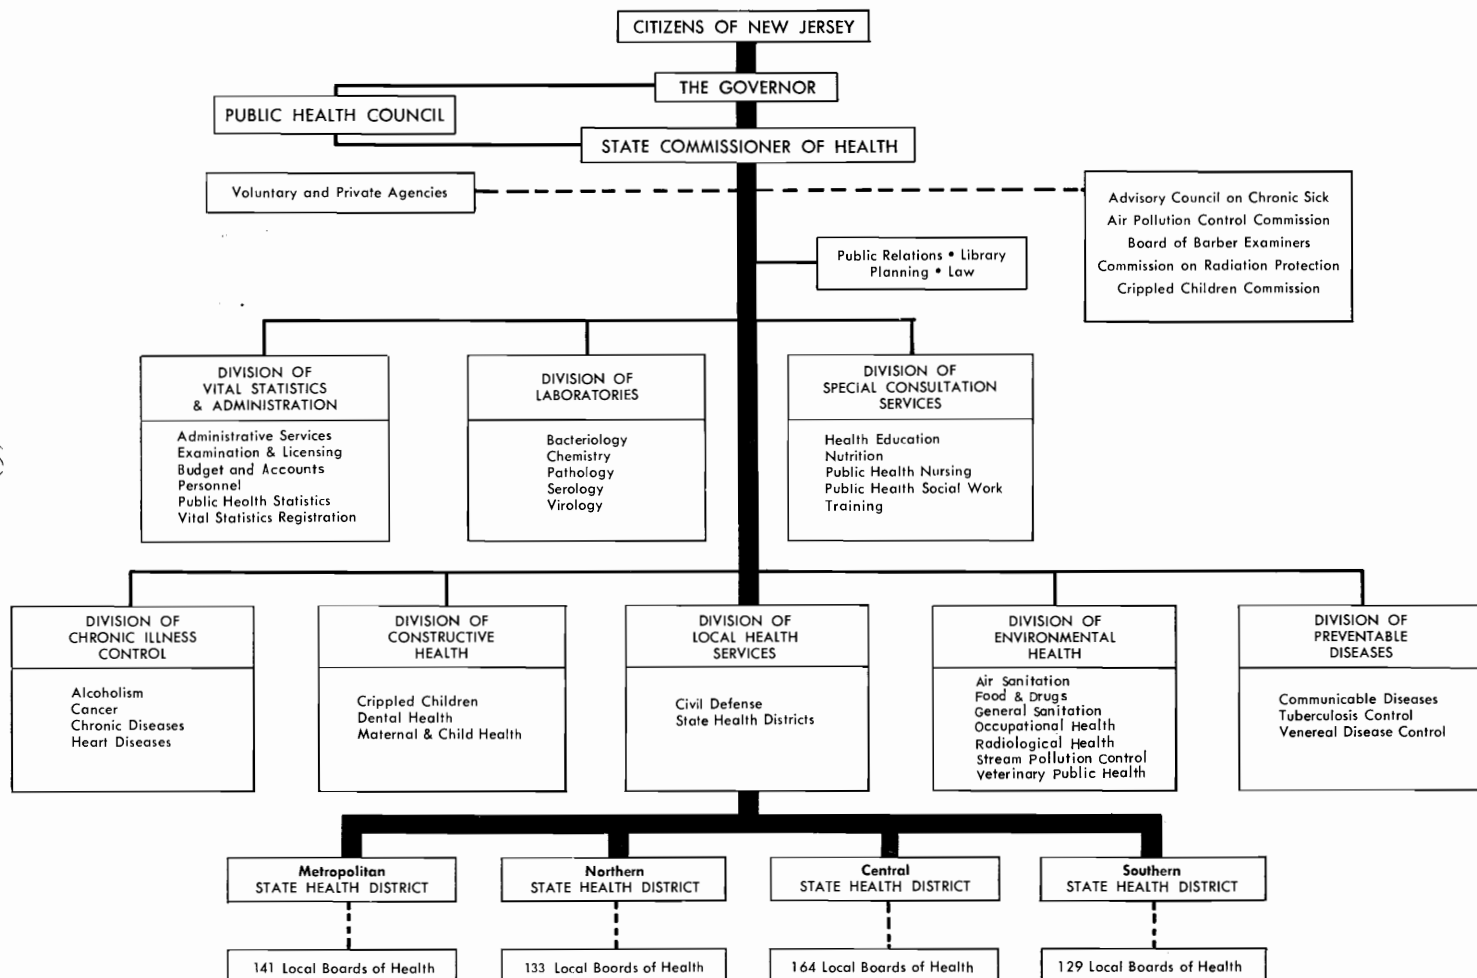 CITIZENS OF NEW JERSEY
THE GOVERNOR
PUBLIC HEALTH COUNCIL
STATE COMMISSIONER OF HEALTH
Voluntary and Private Agencies
Advisory Council on Chronic Sick
Air Pollution Control Commission
Board of Barber Examiners
Commission on Radiation Protection
Crippled Children Commission
Public Relations • Library
Planning • Law
DIVISION OF
VITAL STATISTICS
& ADMINISTRATION
Administrative Services
Examination & Licensing
Budget and Accounts
Personnel
Public Health Statistics
Vital Statistics Registration
DIVISION OF
LABORATORIES
Bacteriology
Chemistry
Pathology
Serology
Virology
DIVISION OF
SPECIAL CONSULTATION
SERVICES
Health Education
Nutrition
Public Health Nursing
Public Health Social Work
Training
DIVISION OF
CHRONIC ILLNESS
CONTROL
Alcoholism
Cancer
Chronic Diseases
Heart Diseases
DIVISION OF
CONSTRUCTIVE
HEALTH
Crippled Children
Dental Health
Maternal & Child Health
DIVISION OF
LOCAL HEALTH
SERVICES
Civil Defense
State Health Districts
DIVISION OF
ENVIRONMENTAL
HEALTH
Air Sanitation
Food & Drugs
General Sanitation
Occupational Health
Radiological Health
Stream Pollution Control
Veterinary Public Health
DIVISION OF
PREVENTABLE
DISEASES
Communicable Diseases
Tuberculosis Control
Venereal Disease Control
Metropolitan
STATE HEALTH DISTRICT
Northern
STATE HEALTH DISTRICT
Central
STATE HEALTH DISTRICT
Southern
STATE HEALTH DISTRICT
141 Local Boards of Health
133 Local Boards of Health
164 Local Boards of Health
129 Local Boards of Health